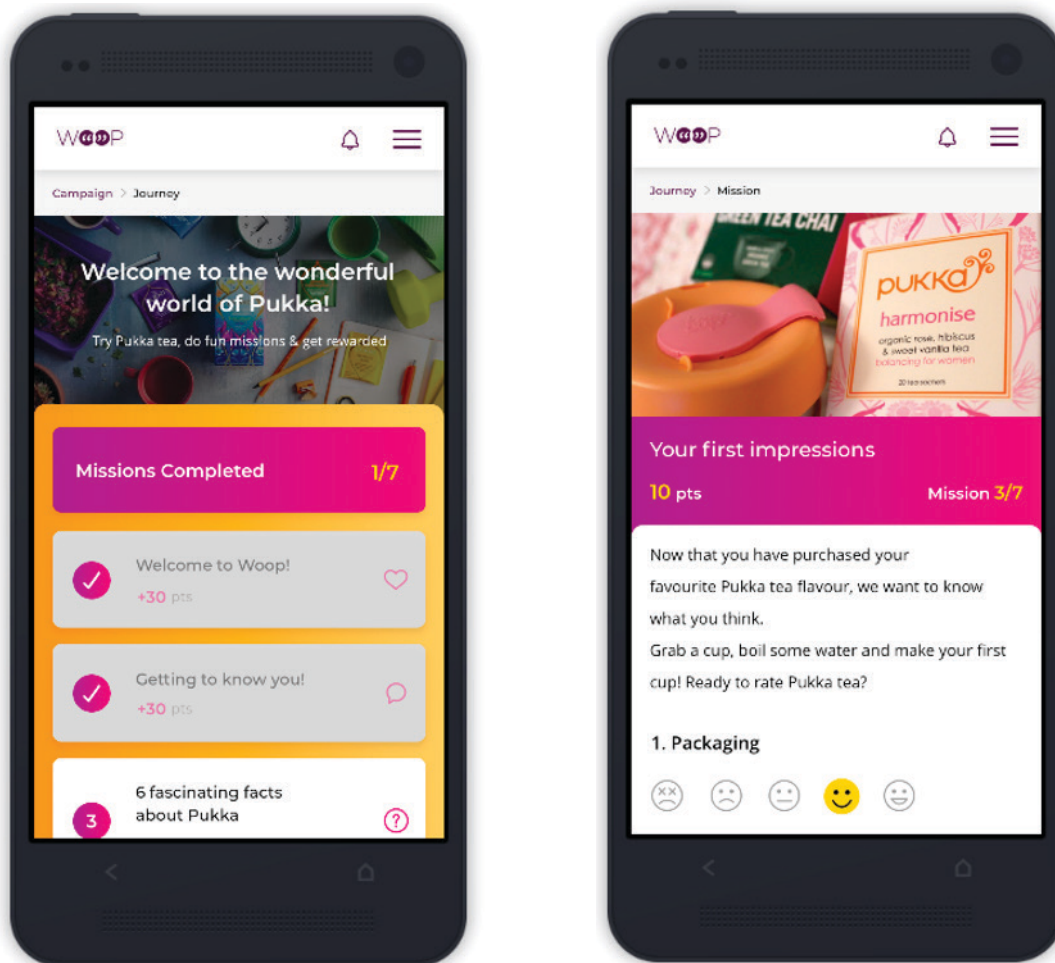 WOOP
Campaign > Journey
Welcome to the wonderful
world of Pukka!
Try Pukka tea, do fun missions & get rewarded
Missions Completed 1/7
Welcome to Woop!
+30 pts
Getting to know you!
+30 pts
6 fascinating facts
about Pukka
3
WOOP
Journey > Mission
GREEN TEA CHAI
pukka
harmonise
organic rose, hibiscus
& sweet vanilla tea
balancing for women
20 tea sachets
Your first impressions
10 pts Mission 3/7
Now that you have purchased your
favourite Pukka tea flavour, we want to know
what you think.
Grab a cup, boil some water and make your first
cup! Ready to rate Pukka tea?
1. Packaging